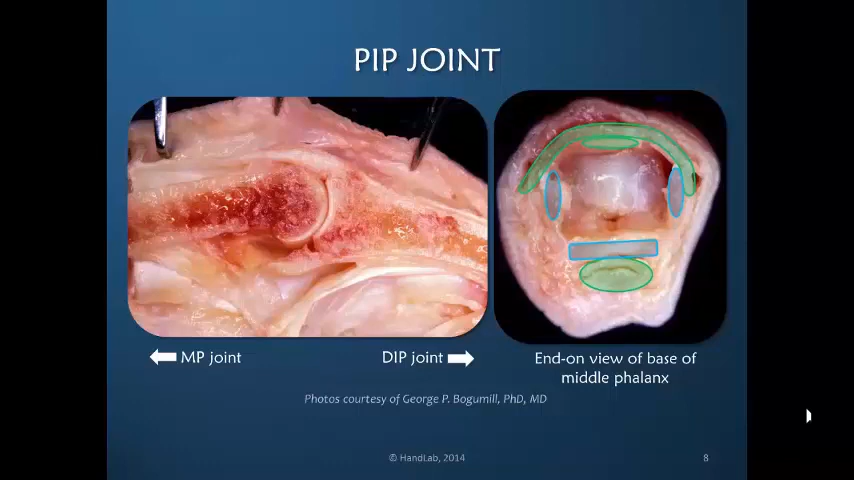 PIP JOINT
MP joint
DIP joint
End-on view of base of
middle phalanx
Photos courtesy of George P. Bogumill, PhD, MD
© HandLab, 2014
8